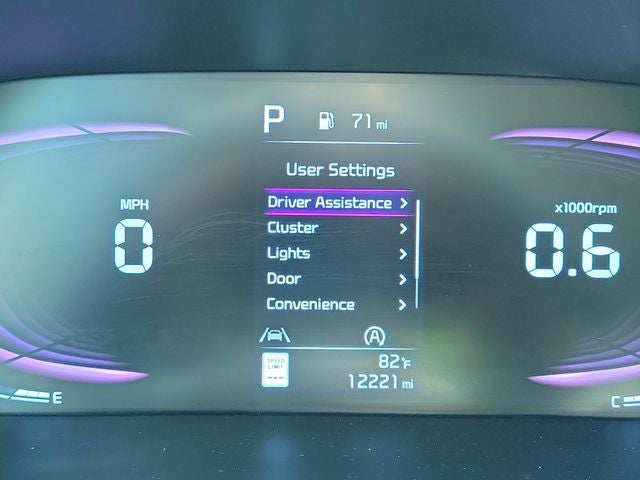 P 71 mi
User Settings
Driver Assistance >
Cluster >
Lights >
Door >
Convenience >
MPH
0
x1000rpm
0.6
A
SPEED
LIMIT
---
82°F
12221 mi
E
C